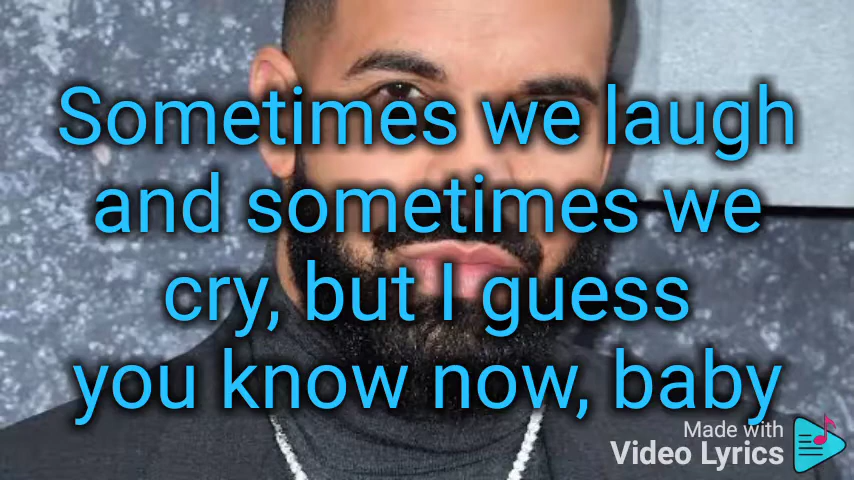 Sometimes we laugh
and sometimes we
cry, but I guess
you know now, baby
Made with
Video Lyrics